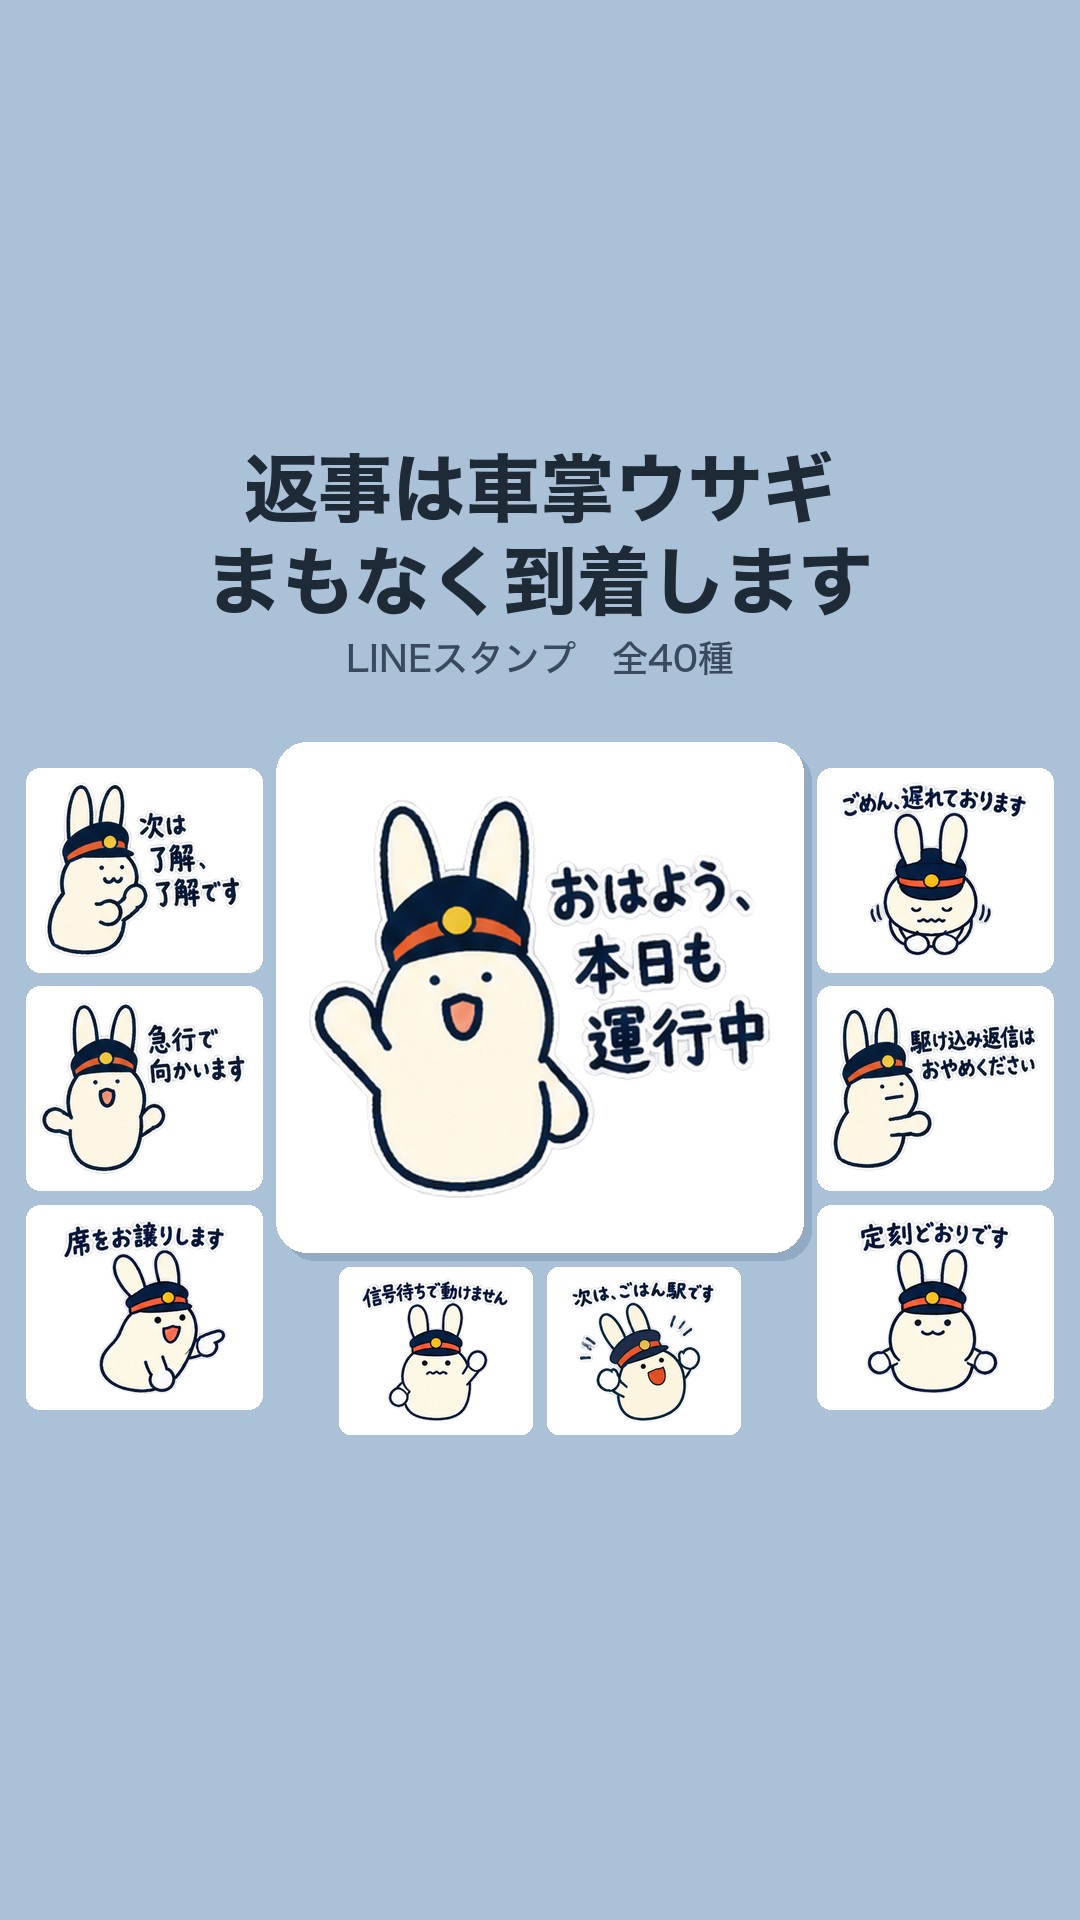 返事は車掌ウサギ
まもなく到着します
LINEスタンプ 全40種
次は
了解、
了解です
急行で
向かいます
席をお譲りします
おはよう、
本日も
運行中
信号待ちで動けません
次は、ごはん駅です
ごめん、遅れております
駆け込み返信は
おやめください
定刻どおりです